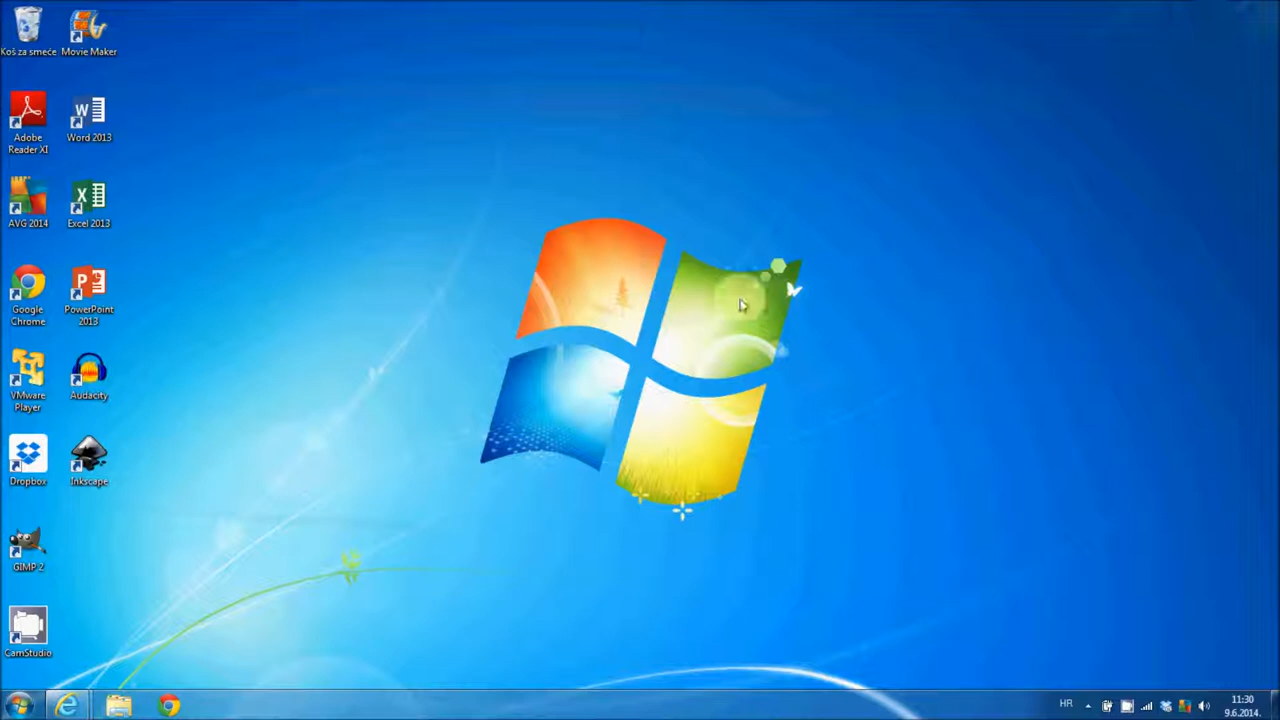 Koš za smeće
Movie Maker
Adobe
Reader XI
Word 2013
AVG 2014
Excel 2013
Google
Chrome
PowerPoint
2013
VMware
Player
Audacity
Dropbox
Inkscape
GIMP 2
CamStudio
HR
11:30
9.6.2014.